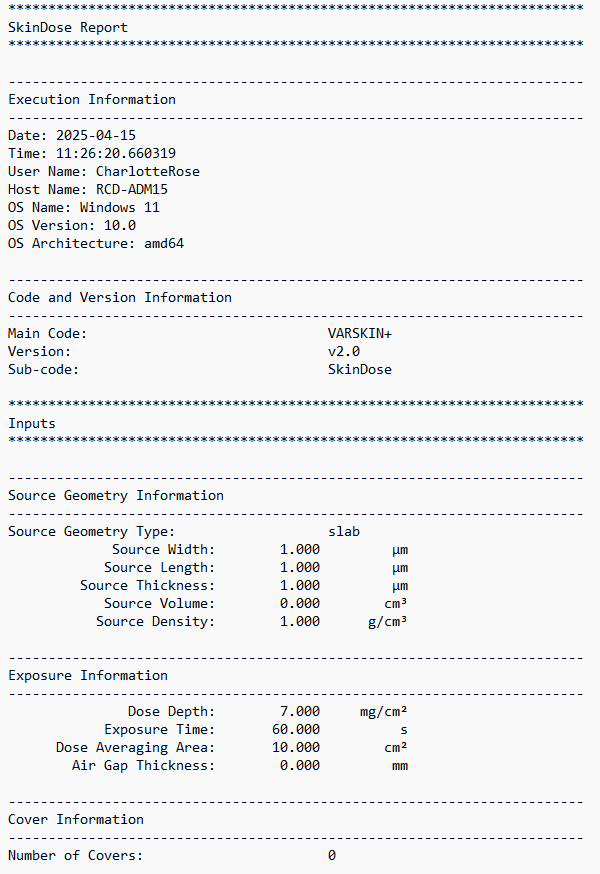 ************************************************************************
SkinDose Report
************************************************************************
------------------------------------------------------------------------
Execution Information
------------------------------------------------------------------------
Date: 2025-04-15
Time: 11:26:20.660319
User Name: CharlotteRose
Host Name: RCD-ADM15
OS Name: Windows 11
OS Version: 10.0
OS Architecture: amd64
------------------------------------------------------------------------
Code and Version Information
------------------------------------------------------------------------
Main Code: VARSKIN+
Version: v2.0
Sub-code: SkinDose
************************************************************************
Inputs
************************************************************************
------------------------------------------------------------------------
Source Geometry Information
------------------------------------------------------------------------
Source Geometry Type: slab
Source Width: 1.000 µm
Source Length: 1.000 µm
Source Thickness: 1.000 µm
Source Volume: 0.000 cm³
Source Density: 1.000 g/cm³
------------------------------------------------------------------------
Exposure Information
------------------------------------------------------------------------
Dose Depth: 7.000 mg/cm²
Exposure Time: 60.000 s
Dose Averaging Area: 10.000 cm²
Air Gap Thickness: 0.000 mm
------------------------------------------------------------------------
Cover Information
------------------------------------------------------------------------
Number of Covers: 0